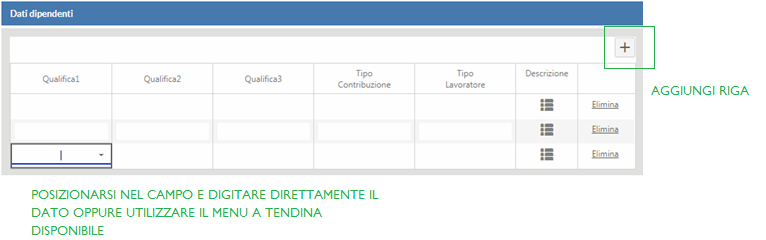 Dati dipendenti
+
Qualifica1 Qualifica2 Qualifica3 Tipo Contribuzione Tipo Lavoratore Descrizione
Elimina
AGGIUNGI RIGA
Elimina
Elimina
POSIZIONARSI NEL CAMPO E DIGITARE DIRETTAMENTE IL
DATO OPPURE UTILIZZARE IL MENU A TENDINA
DISPONIBILE